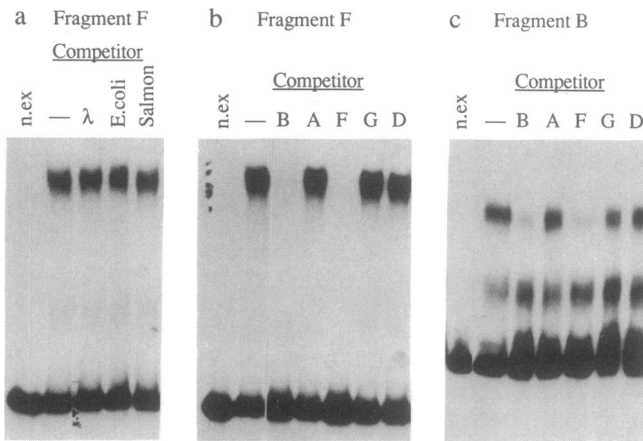 a Fragment F
Competitor
n.ex — λ E.coli Salmon
b Fragment F
Competitor
n.ex — B A F G D
c Fragment B
Competitor
n.ex — B A F G D